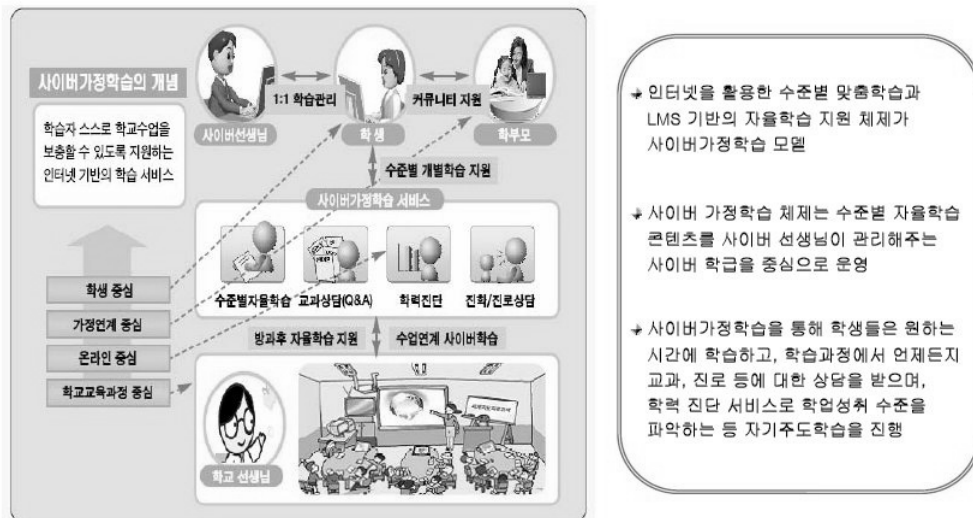 사이버가정학습의 개념
학습자 스스로 학교수업을
보충할 수 있도록 지원하는
인터넷 기반의 학습 서비스
사이버선생님
1:1 학습관리
학생
커뮤니티 지원
학부모
수준별 개별학습 지원
사이버가정학습 서비스
수준별자율학습
교과상담(Q&A)
학력진단
진학/진로상담
방과후 자율학습 지원
수업연계 사이버학습
학생 중심
가정연계 중심
온라인 중심
학교교육과정 중심
학교 선생님
인터넷을 활용한 수준별 맞춤학습과
LMS 기반의 자율학습 지원 체제가
사이버가정학습 모델
사이버 가정학습 체제는 수준별 자율학습
콘텐츠를 사이버 선생님이 관리해주는
사이버 학급을 중심으로 운영
사이버가정학습을 통해 학생들은 원하는
시간에 학습하고, 학습과정에서 언제든지
교과, 진로 등에 대한 상담을 받으며,
학력 진단 서비스로 학업성취 수준을
파악하는 등 자기주도학습을 진행